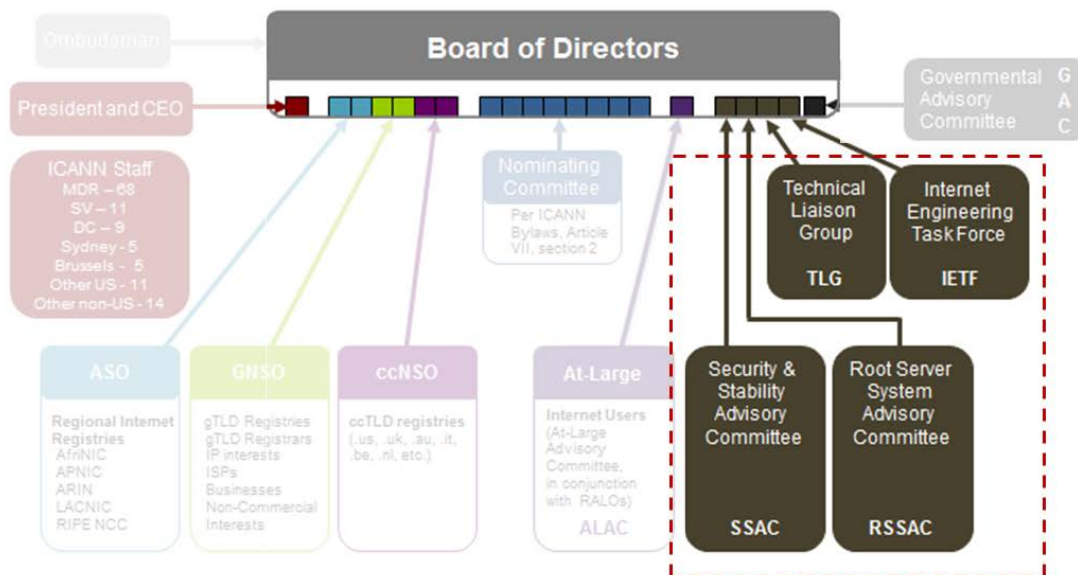 Ombudsman
Board of Directors
President and CEO
Governmental
Advisory
Committee
G
A
C
ICANN Staff
MDR – 68
SV – 11
DC – 9
Sydney - 5
Brussels - 5
Other US - 11
Other non-US - 14
Nominating
Committee
Per ICANN
Bylaws, Article
VII, section 2
Technical
Liaison
Group
TLG
Internet
Engineering
Task Force
IETF
ASO
Regional Internet
Registries
AfriNIC
APNIC
ARIN
LACNIC
RIPE NCC
GNSO
gTLD Registries
gTLD Registrars
IP interests
ISPs
Businesses
Non-Commercial
Interests
ccNSO
ccTLD registries
(.us, .uk, .au, .it,
.be, .nl, etc.)
At-Large
Internet Users
(At-Large
Advisory
Committee,
in conjunction
with RALOs)
ALAC
Security &
Stability
Advisory
Committee
SSAC
Root Server
System
Advisory
Committee
RSSAC